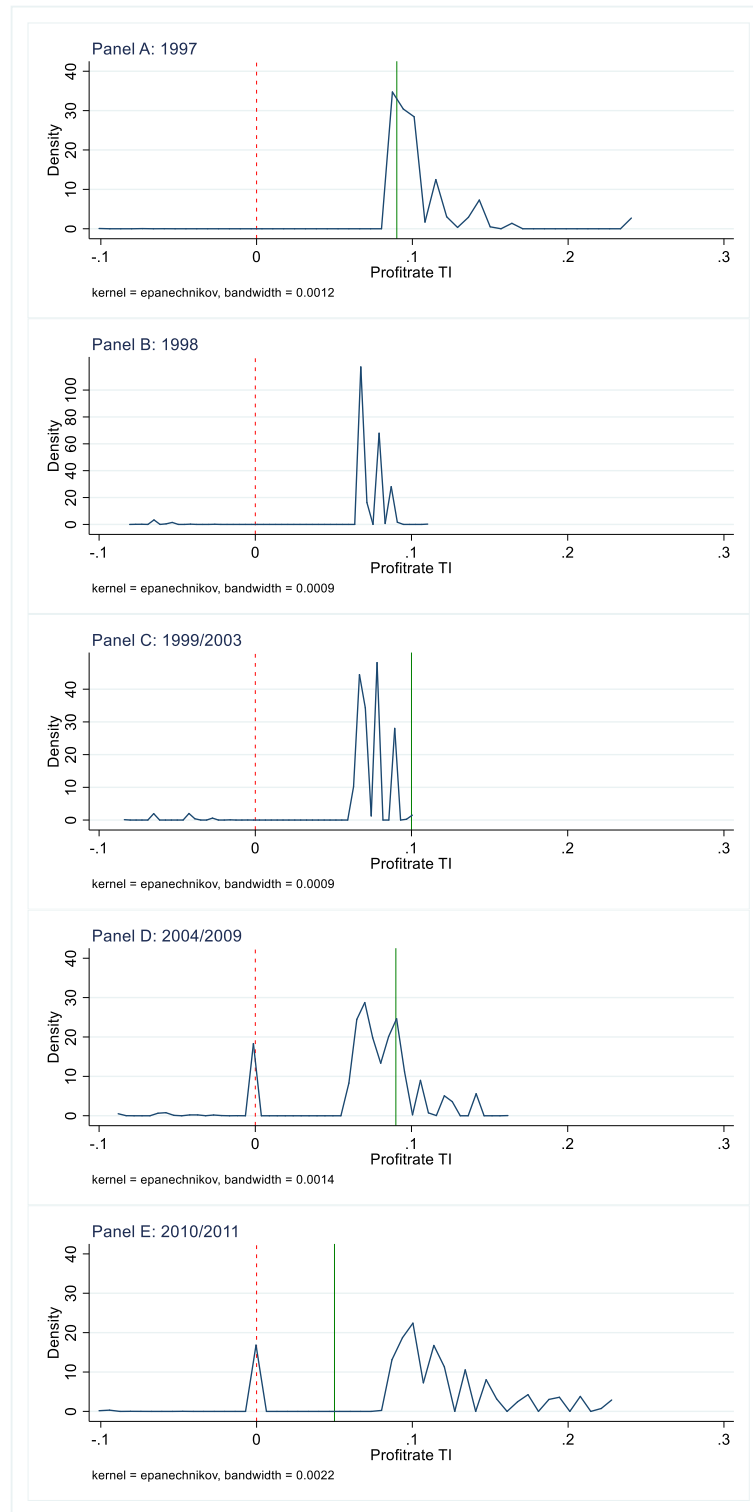 Panel A: 1997
40
30
20
10
0
Density
-.1 0 .1 .2 .3
Profitrate TI
kernel = epanechnikov, bandwidth = 0.0012
Panel B: 1998
100
80
60
40
20
0
Density
-.1 0 .1 .2 .3
Profitrate TI
kernel = epanechnikov, bandwidth = 0.0009
Panel C: 1999/2003
40
30
20
10
0
Density
-.1 0 .1 .2 .3
Profitrate TI
kernel = epanechnikov, bandwidth = 0.0009
Panel D: 2004/2009
40
30
20
10
0
Density
-.1 0 .1 .2 .3
Profitrate TI
kernel = epanechnikov, bandwidth = 0.0014
Panel E: 2010/2011
40
30
20
10
0
Density
-.1 0 .1 .2 .3
Profitrate TI
kernel = epanechnikov, bandwidth = 0.0022